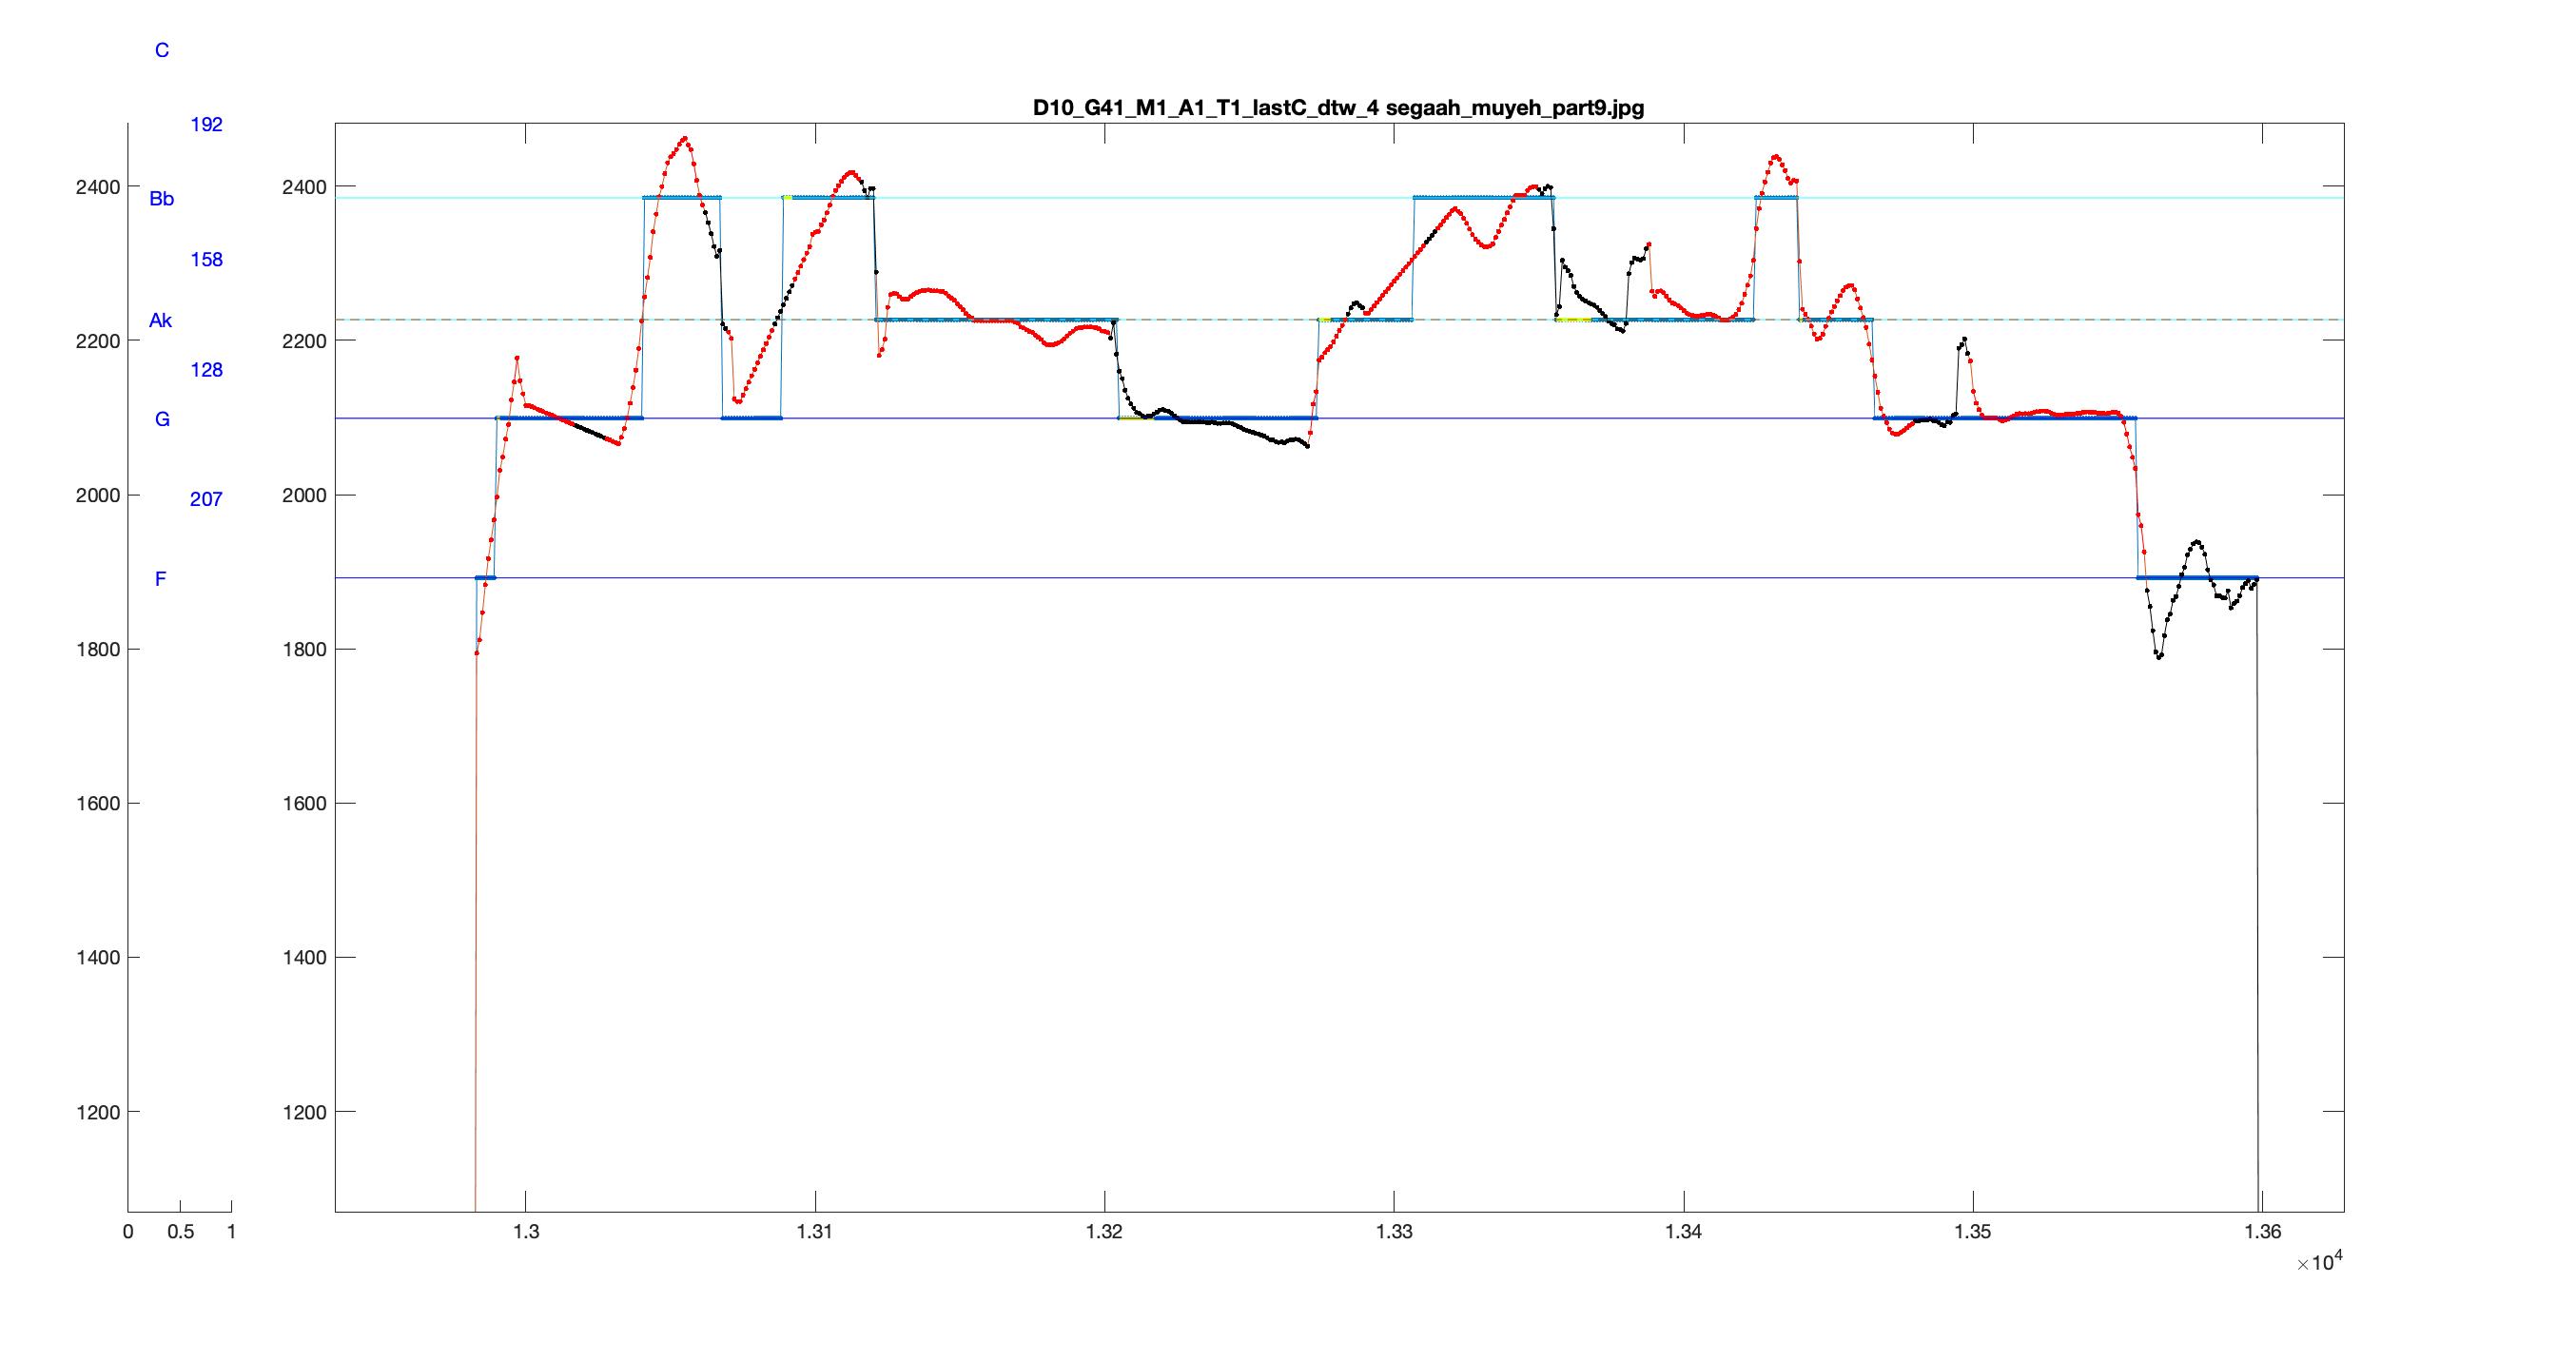 C
D10_G41_M1_A1_T1_lastC_dtw_4 segaah_muyeh_part9.jpg
192
2400 Bb 2400
158
Ak
2200 2200
128
G
2000 207 2000
F
1800 1800
1600 1600
1400 1400
1200 1200
0 0.5 1 1.3 1.31 1.32 1.33 1.34 1.35 1.36
×10⁴